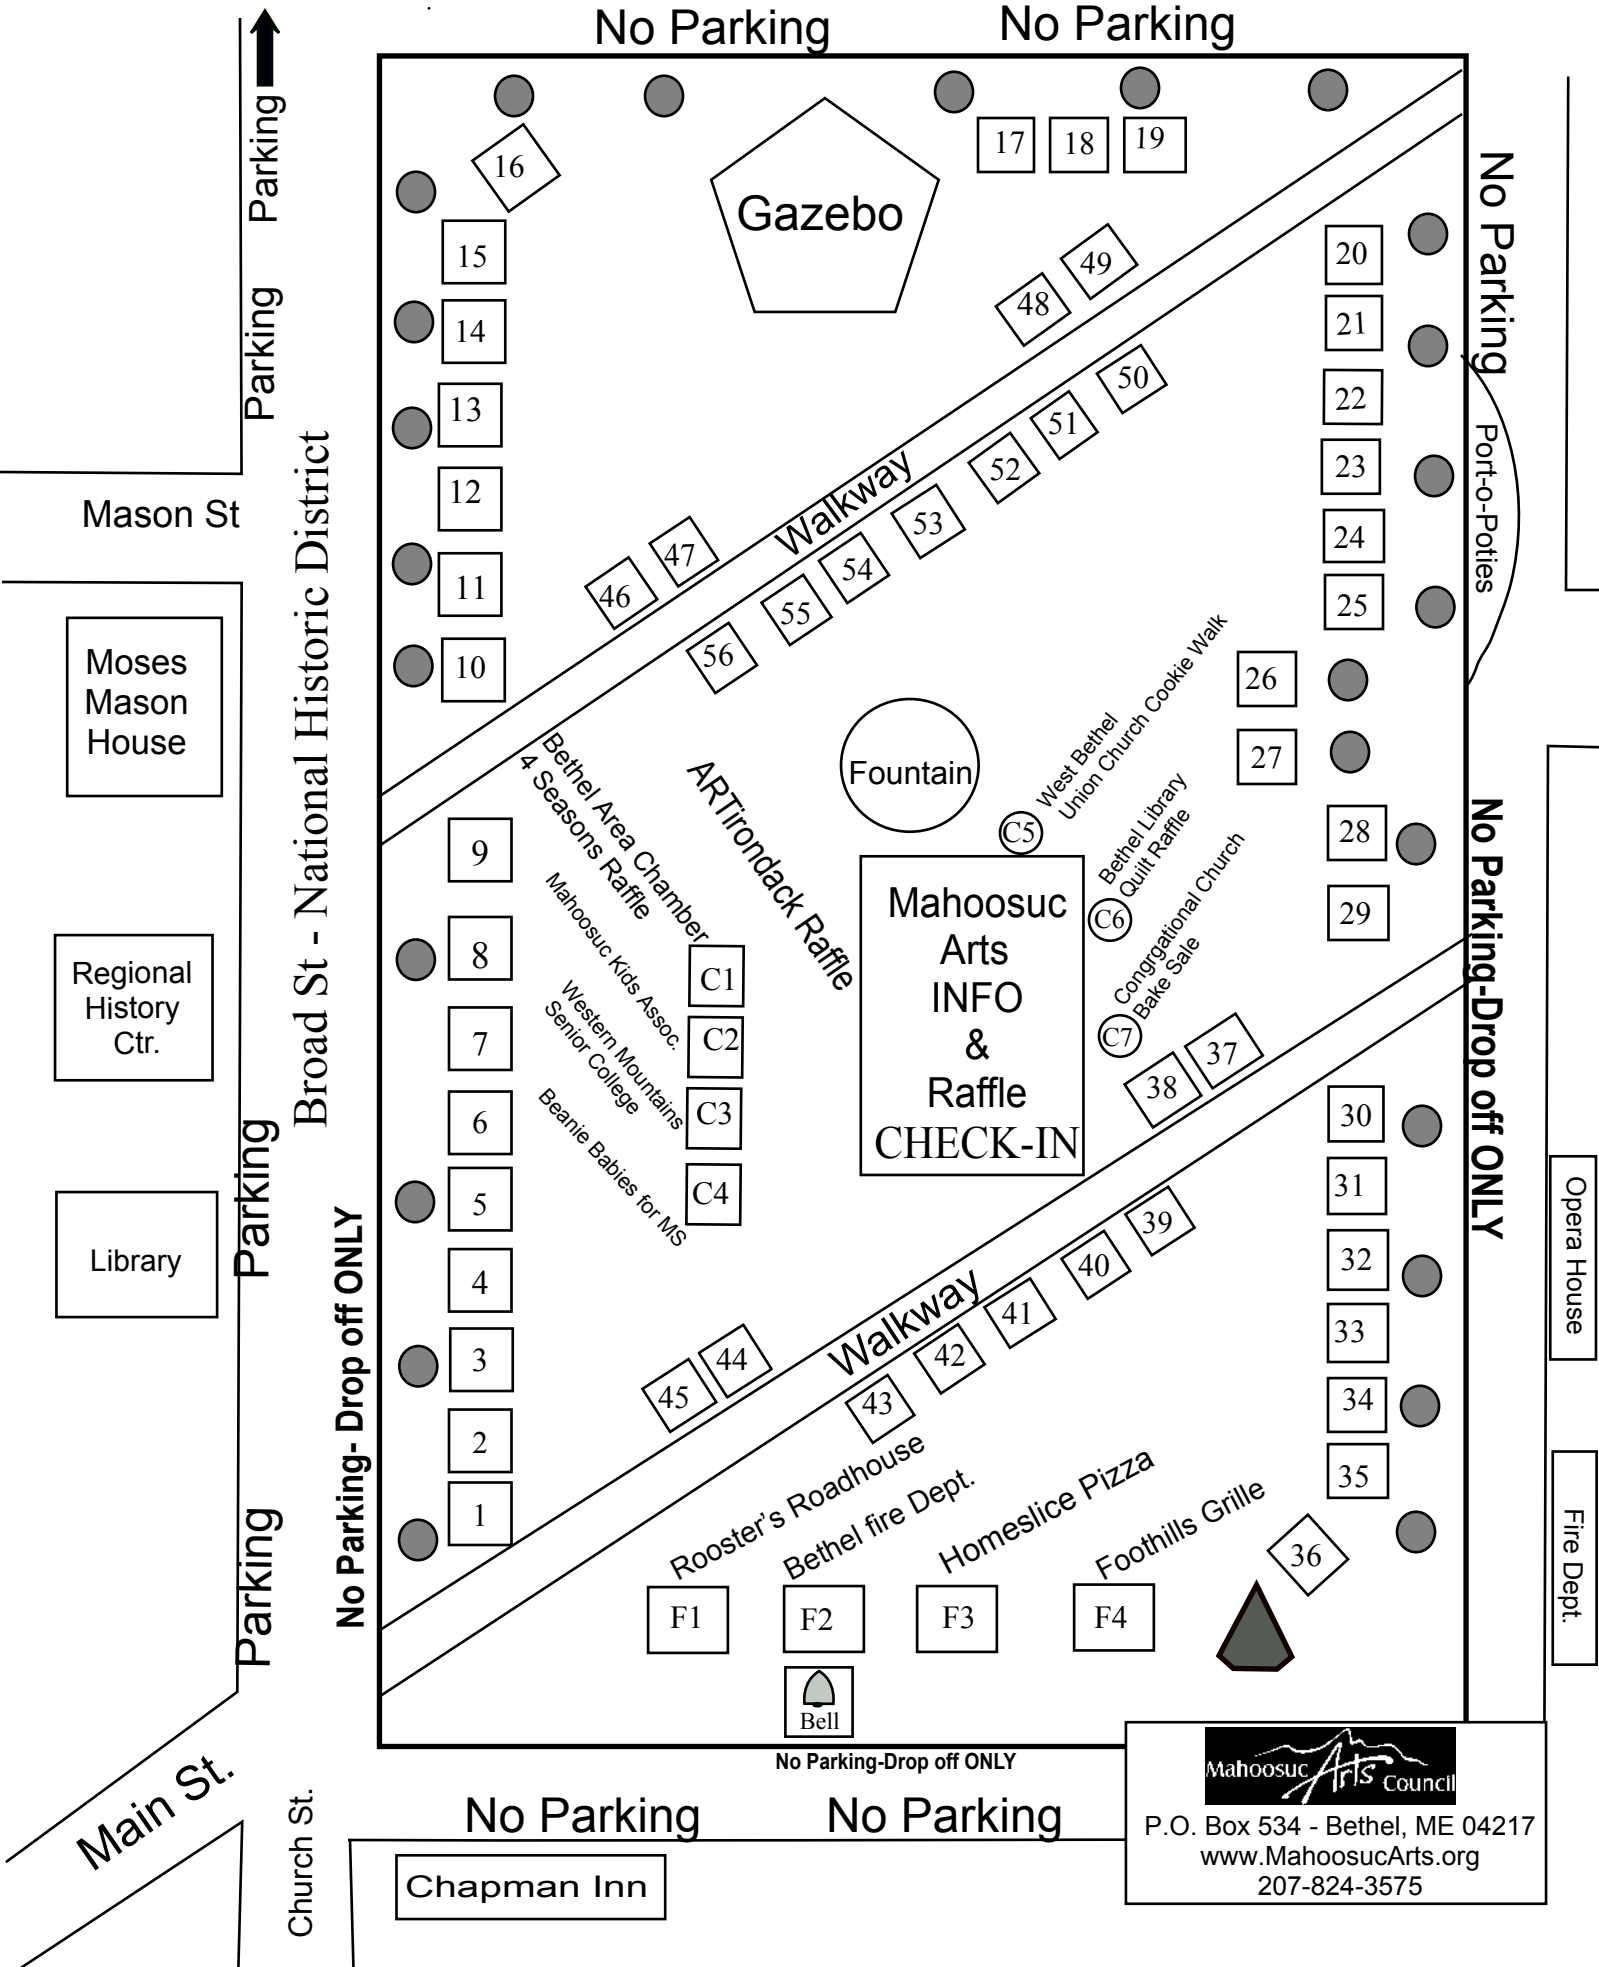 No Parking
No Parking
Parking
Parking
16
17
18
19
Gazebo
No Parking
15
14
13
12
11
10
48
49
20
21
22
23
24
25
50
51
52
53
54
55
56
Walkway
47
46
Port-o-Poties
Mason St
Broad St - National Historic District
Moses
Mason
House
26
27
28
29
Fountain
West Bethel
Union Church Cookie Walk
C5
Bethel Library
Quilt Raffle
C6
Congrgational Church
Bake Sale
C7
Bethel Area Chamber
4 Seasons Raffle
ARTirondack Raffle
Mahoosuc Kids Assoc.
Western Mountains
Senior College
Beanie Babies for MS
C1
C2
C3
C4
Mahoosuc
Arts
INFO
&
Raffle
CHECK-IN
9
8
7
6
5
4
3
2
1
Regional
History
Ctr.
Library
Parking
Parking
No Parking- Drop off ONLY
No Parking-Drop off ONLY
37
38
39
40
41
42
43
Walkway
44
45
30
31
32
33
34
35
36
Opera House
Fire Dept.
Rooster's Roadhouse
Bethel fire Dept.
Homeslice Pizza
Foothills Grille
F1
F2
F3
F4
Bell
No Parking-Drop off ONLY
No Parking
No Parking
Main St.
Church St.
Chapman Inn
Mahoosuc Arts Council
P.O. Box 534 - Bethel, ME 04217
www.MahoosucArts.org
207-824-3575